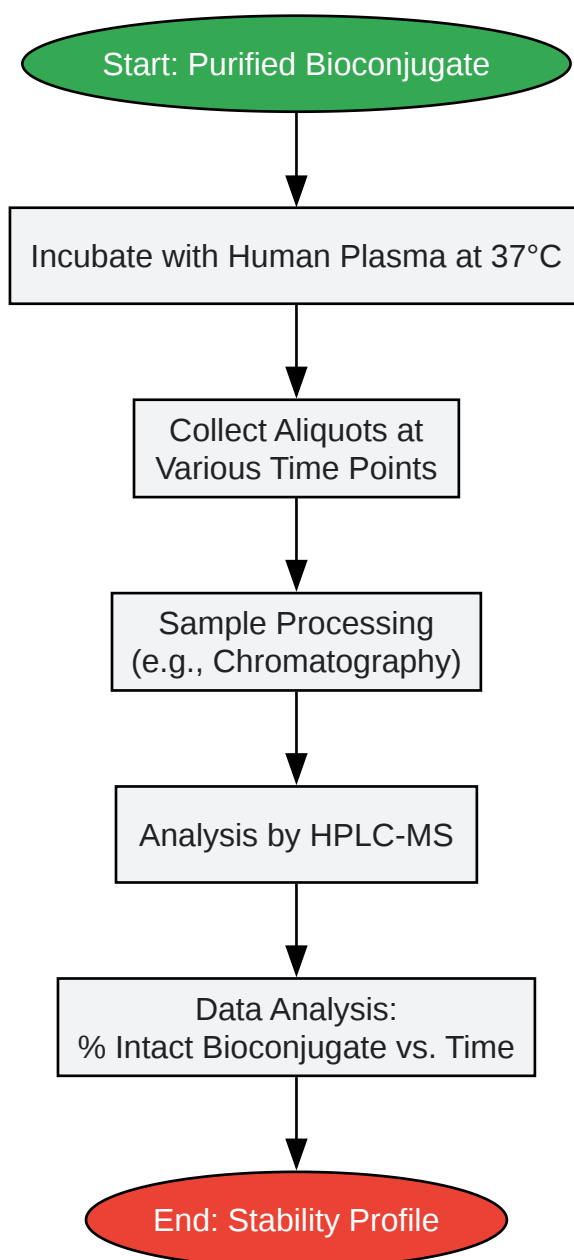 Start: Purified Bioconjugate
Incubate with Human Plasma at 37°C
Collect Aliquots at
Various Time Points
Sample Processing
(e.g., Chromatography)
Analysis by HPLC-MS
Data Analysis:
% Intact Bioconjugate vs. Time
End: Stability Profile